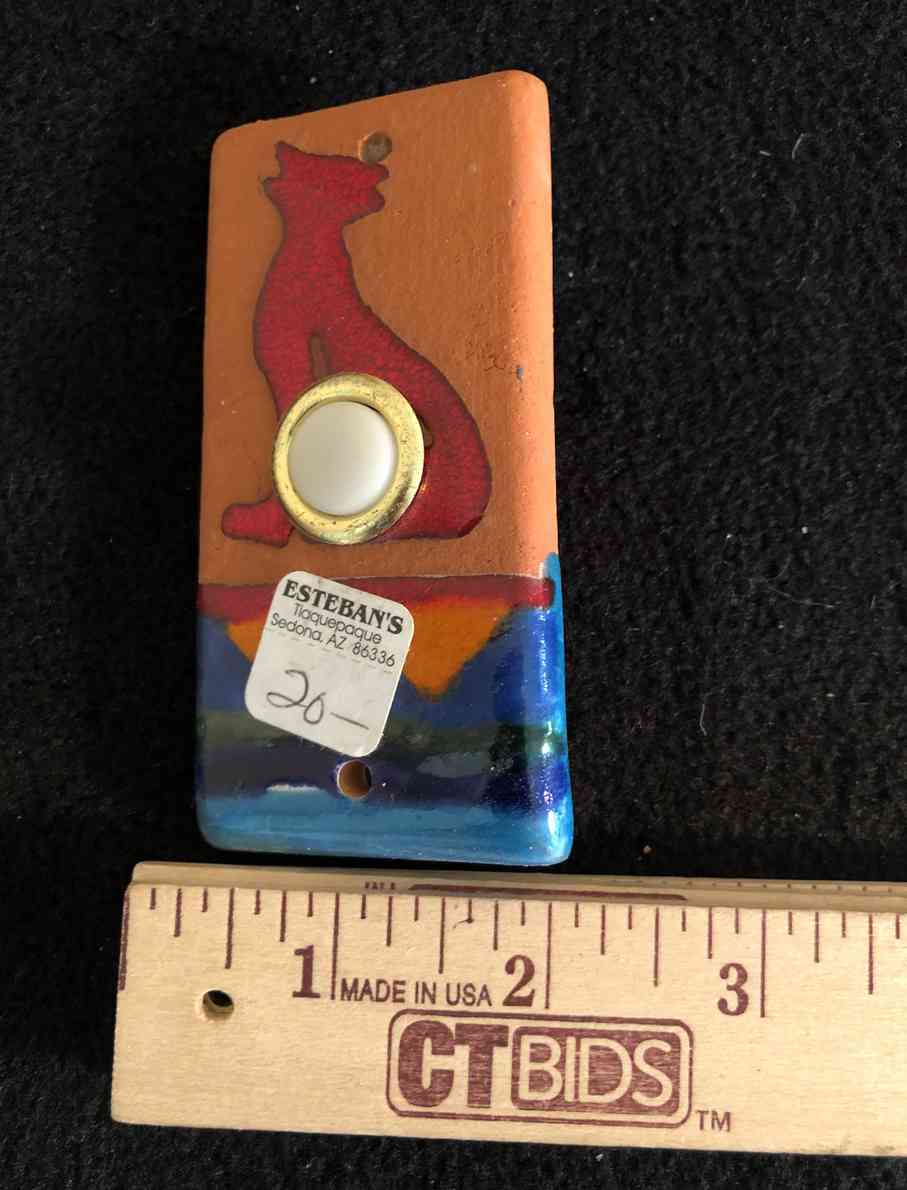 ESTEBAN'S
Tlaquepaque
Sedona, AZ 86336
20—
1 MADE IN USA 2 3
CTBIDS TM